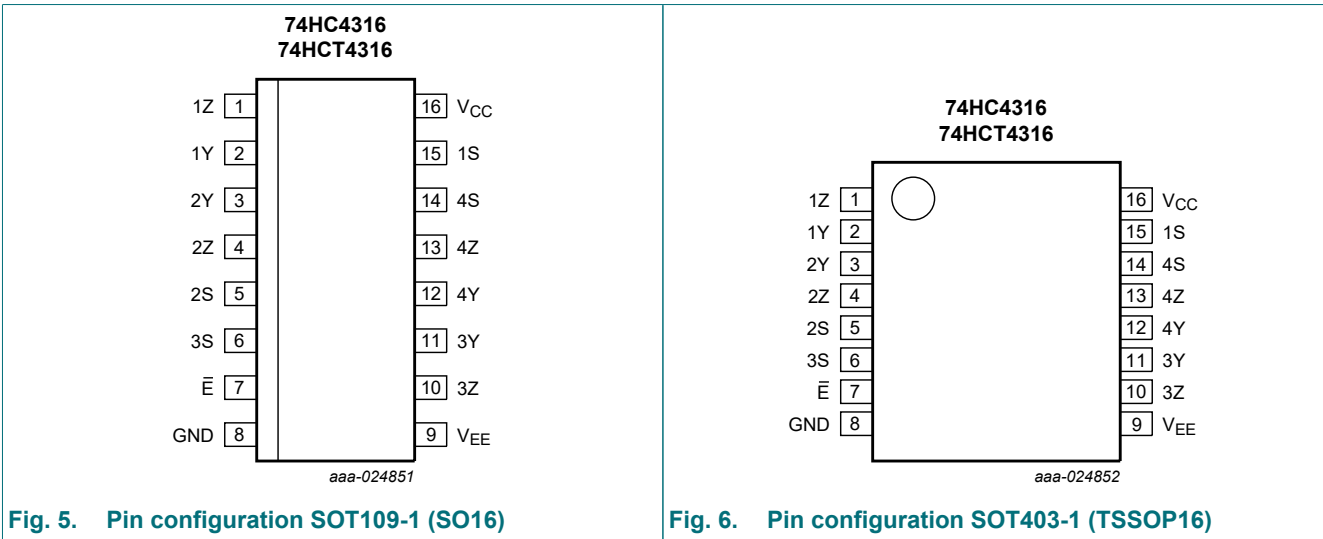 74HC4316
74HCT4316
1Z 1 16 VCC
1Y 2 15 1S
2Y 3 14 4S
2Z 4 13 4Z
2S 5 12 4Y
3S 6 11 3Y
E̅ 7 10 3Z
GND 8 9 VEE
aaa-024851
Fig. 5. Pin configuration SOT109-1 (SO16)
74HC4316
74HCT4316
1Z 1 16 VCC
1Y 2 15 1S
2Y 3 14 4S
2Z 4 13 4Z
2S 5 12 4Y
3S 6 11 3Y
E̅ 7 10 3Z
GND 8 9 VEE
aaa-024852
Fig. 6. Pin configuration SOT403-1 (TSSOP16)